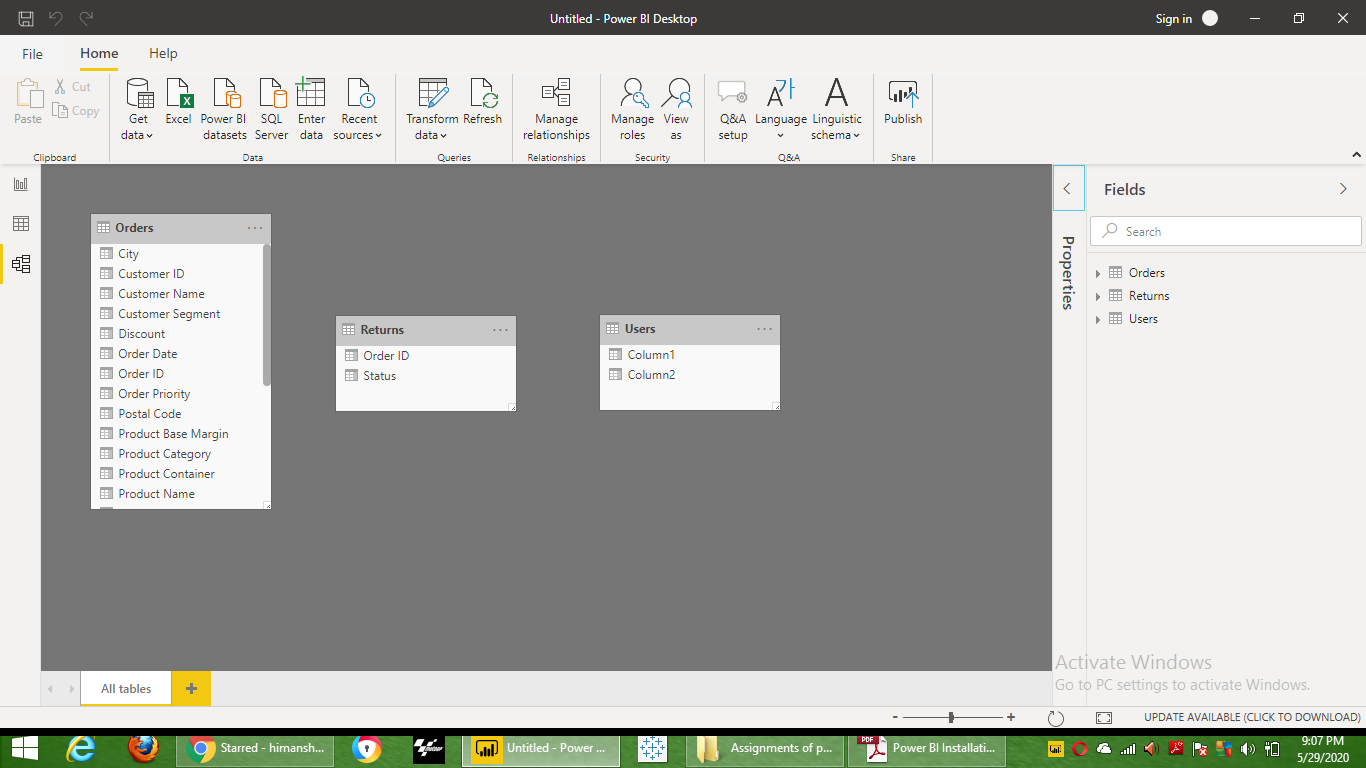 Untitled - Power BI Desktop
Sign in
File
Home
Help
Paste
Cut
Copy
Get data
Excel
Power BI datasets
SQL Server
Enter data
Recent sources
Transform data
Refresh
Manage relationships
Manage roles
View as
Q&A setup
Language
Linguistic schema
Publish
Clipboard
Data
Queries
Relationships
Security
Q&A
Share
Orders
City
Customer ID
Customer Name
Customer Segment
Discount
Order Date
Order ID
Order Priority
Postal Code
Product Base Margin
Product Category
Product Container
Product Name
Returns
Order ID
Status
Users
Column1
Column2
Properties
Fields
Search
Orders
Returns
Users
Activate Windows
Go to PC settings to activate Windows.
All tables
UPDATE AVAILABLE (CLICK TO DOWNLOAD)
Starred - himansh...
Untitled - Power ...
Assignments of p...
PDF
Power BI Installati...
9:07 PM
5/29/2020